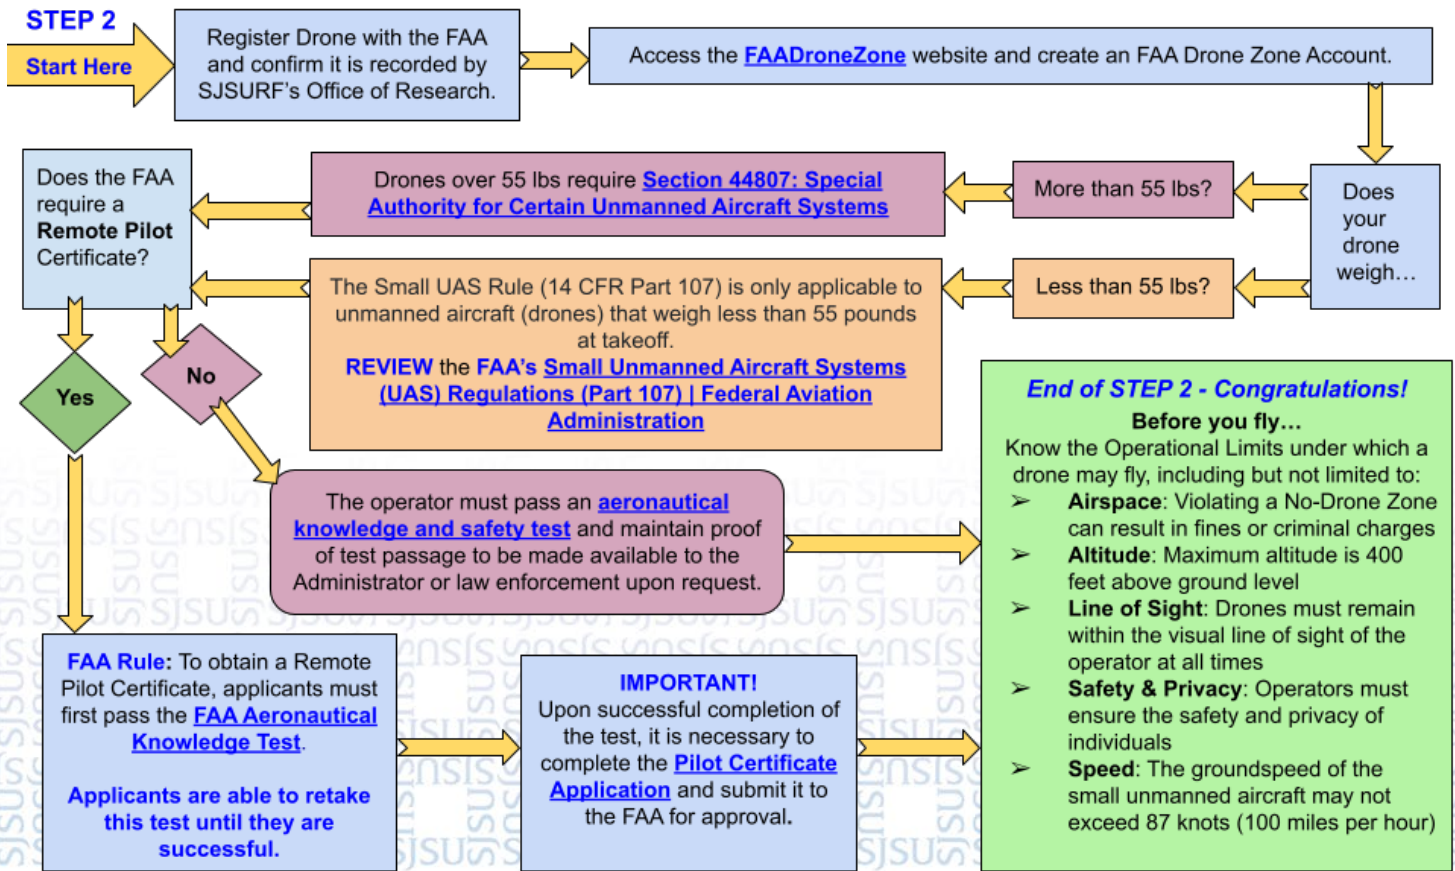 STEP 2
Start Here
Register Drone with the FAA
and confirm it is recorded by
SJSURF's Office of Research.
Access the FAADroneZone website and create an FAA Drone Zone Account.
Does
your
drone
weigh…
More than 55 lbs?
Drones over 55 lbs require Section 44807: Special
Authority for Certain Unmanned Aircraft Systems
Less than 55 lbs?
The Small UAS Rule (14 CFR Part 107) is only applicable to
unmanned aircraft (drones) that weigh less than 55 pounds
at takeoff.
REVIEW the FAA's Small Unmanned Aircraft Systems
(UAS) Regulations (Part 107) | Federal Aviation
Administration
Does the FAA
require a
Remote Pilot
Certificate?
Yes
No
The operator must pass an aeronautical
knowledge and safety test and maintain proof
of test passage to be made available to the
Administrator or law enforcement upon request.
FAA Rule: To obtain a Remote
Pilot Certificate, applicants must
first pass the FAA Aeronautical
Knowledge Test.
Applicants are able to retake
this test until they are
successful.
IMPORTANT!
Upon successful completion of
the test, it is necessary to
complete the Pilot Certificate
Application and submit it to
the FAA for approval.
End of STEP 2 - Congratulations!
Before you fly…
Know the Operational Limits under which a
drone may fly, including but not limited to:
➢ Airspace: Violating a No-Drone Zone
can result in fines or criminal charges
➢ Altitude: Maximum altitude is 400
feet above ground level
➢ Line of Sight: Drones must remain
within the visual line of sight of the
operator at all times
➢ Safety & Privacy: Operators must
ensure the safety and privacy of
individuals
➢ Speed: The groundspeed of the
small unmanned aircraft may not
exceed 87 knots (100 miles per hour)